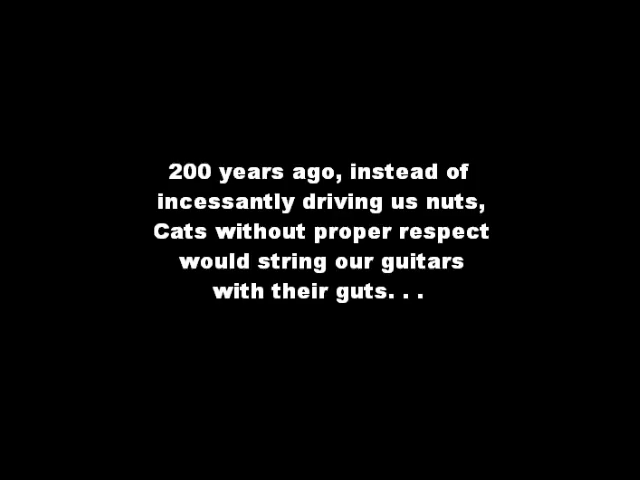 200 years ago, instead of
incessantly driving us nuts,
Cats without proper respect
would string our guitars
with their guts. . .